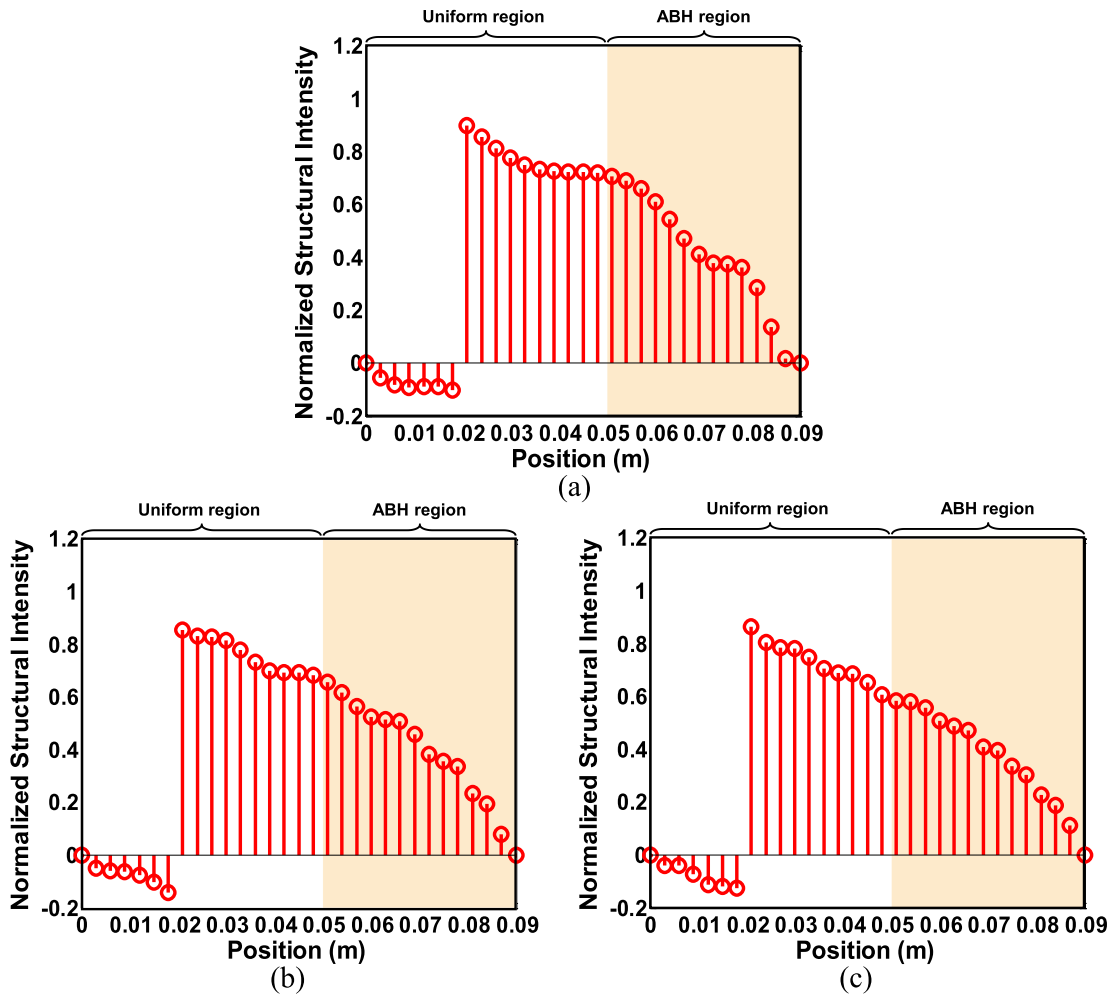 Uniform region ABH region
Normalized Structural Intensity
1.2
1
0.8
0.6
0.4
0.2
0
-0.2
0 0.01 0.02 0.03 0.04 0.05 0.06 0.07 0.08 0.09
Position (m)
(a)
Uniform region ABH region
Normalized Structural Intensity
1.2
1
0.8
0.6
0.4
0.2
0
-0.2
0 0.01 0.02 0.03 0.04 0.05 0.06 0.07 0.08 0.09
Position (m)
(b)
Uniform region ABH region
Normalized Structural Intensity
1.2
1
0.8
0.6
0.4
0.2
0
-0.2
0 0.01 0.02 0.03 0.04 0.05 0.06 0.07 0.08 0.09
Position (m)
(c)